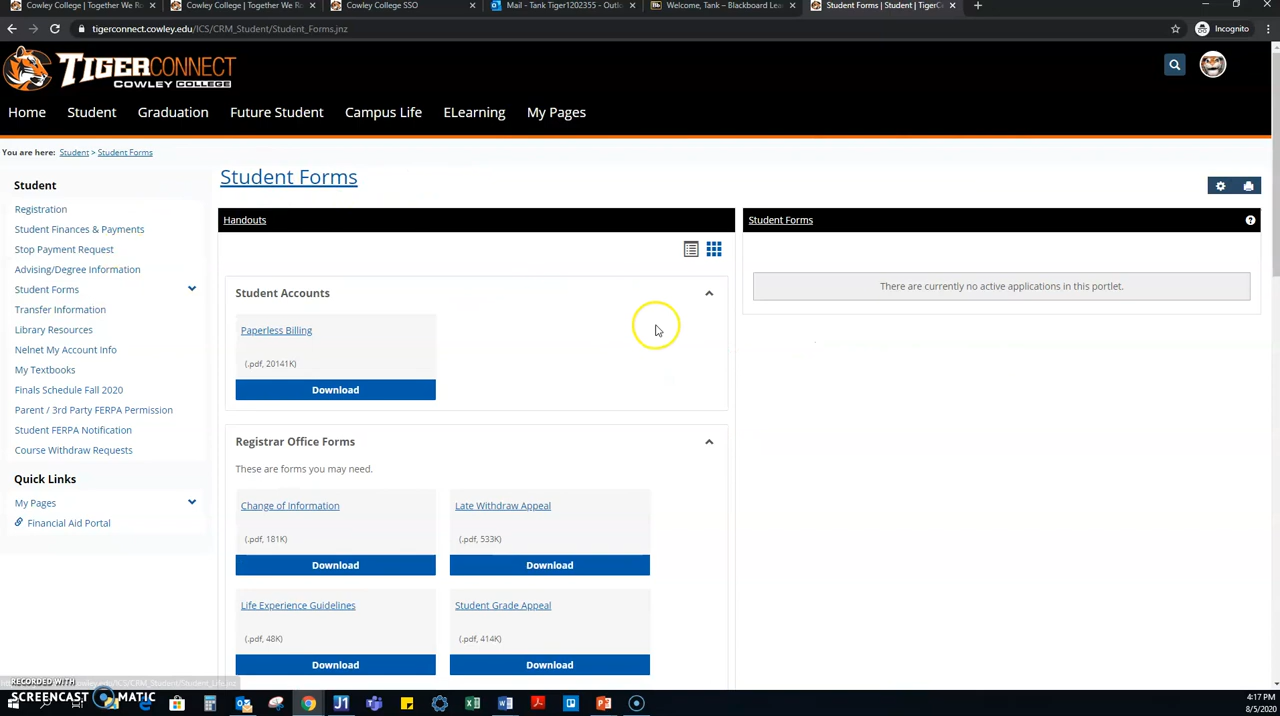 Cowley College | Together We Ro
Cowley College | Together We Ro
Cowley College SSO
Mail - Tank Tiger1202355 - Outlo
Welcome, Tank – Blackboard Lea
Student Forms | Student | TigerC
tigerconnect.cowley.edu/ICS/CRM_Student/Student_Forms.jnz
Incognito
TIGERCONNECT
COWLEY COLLEGE
Home Student Graduation Future Student Campus Life ELearning My Pages
You are here: Student > Student Forms
Student
Registration
Student Finances & Payments
Stop Payment Request
Advising/Degree Information
Student Forms
Transfer Information
Library Resources
Nelnet My Account Info
My Textbooks
Finals Schedule Fall 2020
Parent / 3rd Party FERPA Permission
Student FERPA Notification
Course Withdraw Requests
Quick Links
My Pages
Financial Aid Portal
Student Forms
Handouts
Student Accounts
Paperless Billing
(.pdf, 20141K)
Download
Registrar Office Forms
These are forms you may need.
Change of Information
(.pdf, 181K)
Download
Late Withdraw Appeal
(.pdf, 533K)
Download
Life Experience Guidelines
(.pdf, 48K)
Download
Student Grade Appeal
(.pdf, 414K)
Download
Student Forms
There are currently no active applications in this portlet.
RECORDED WITH
SCREENCAST MATIC
4:17 PM
8/5/2020